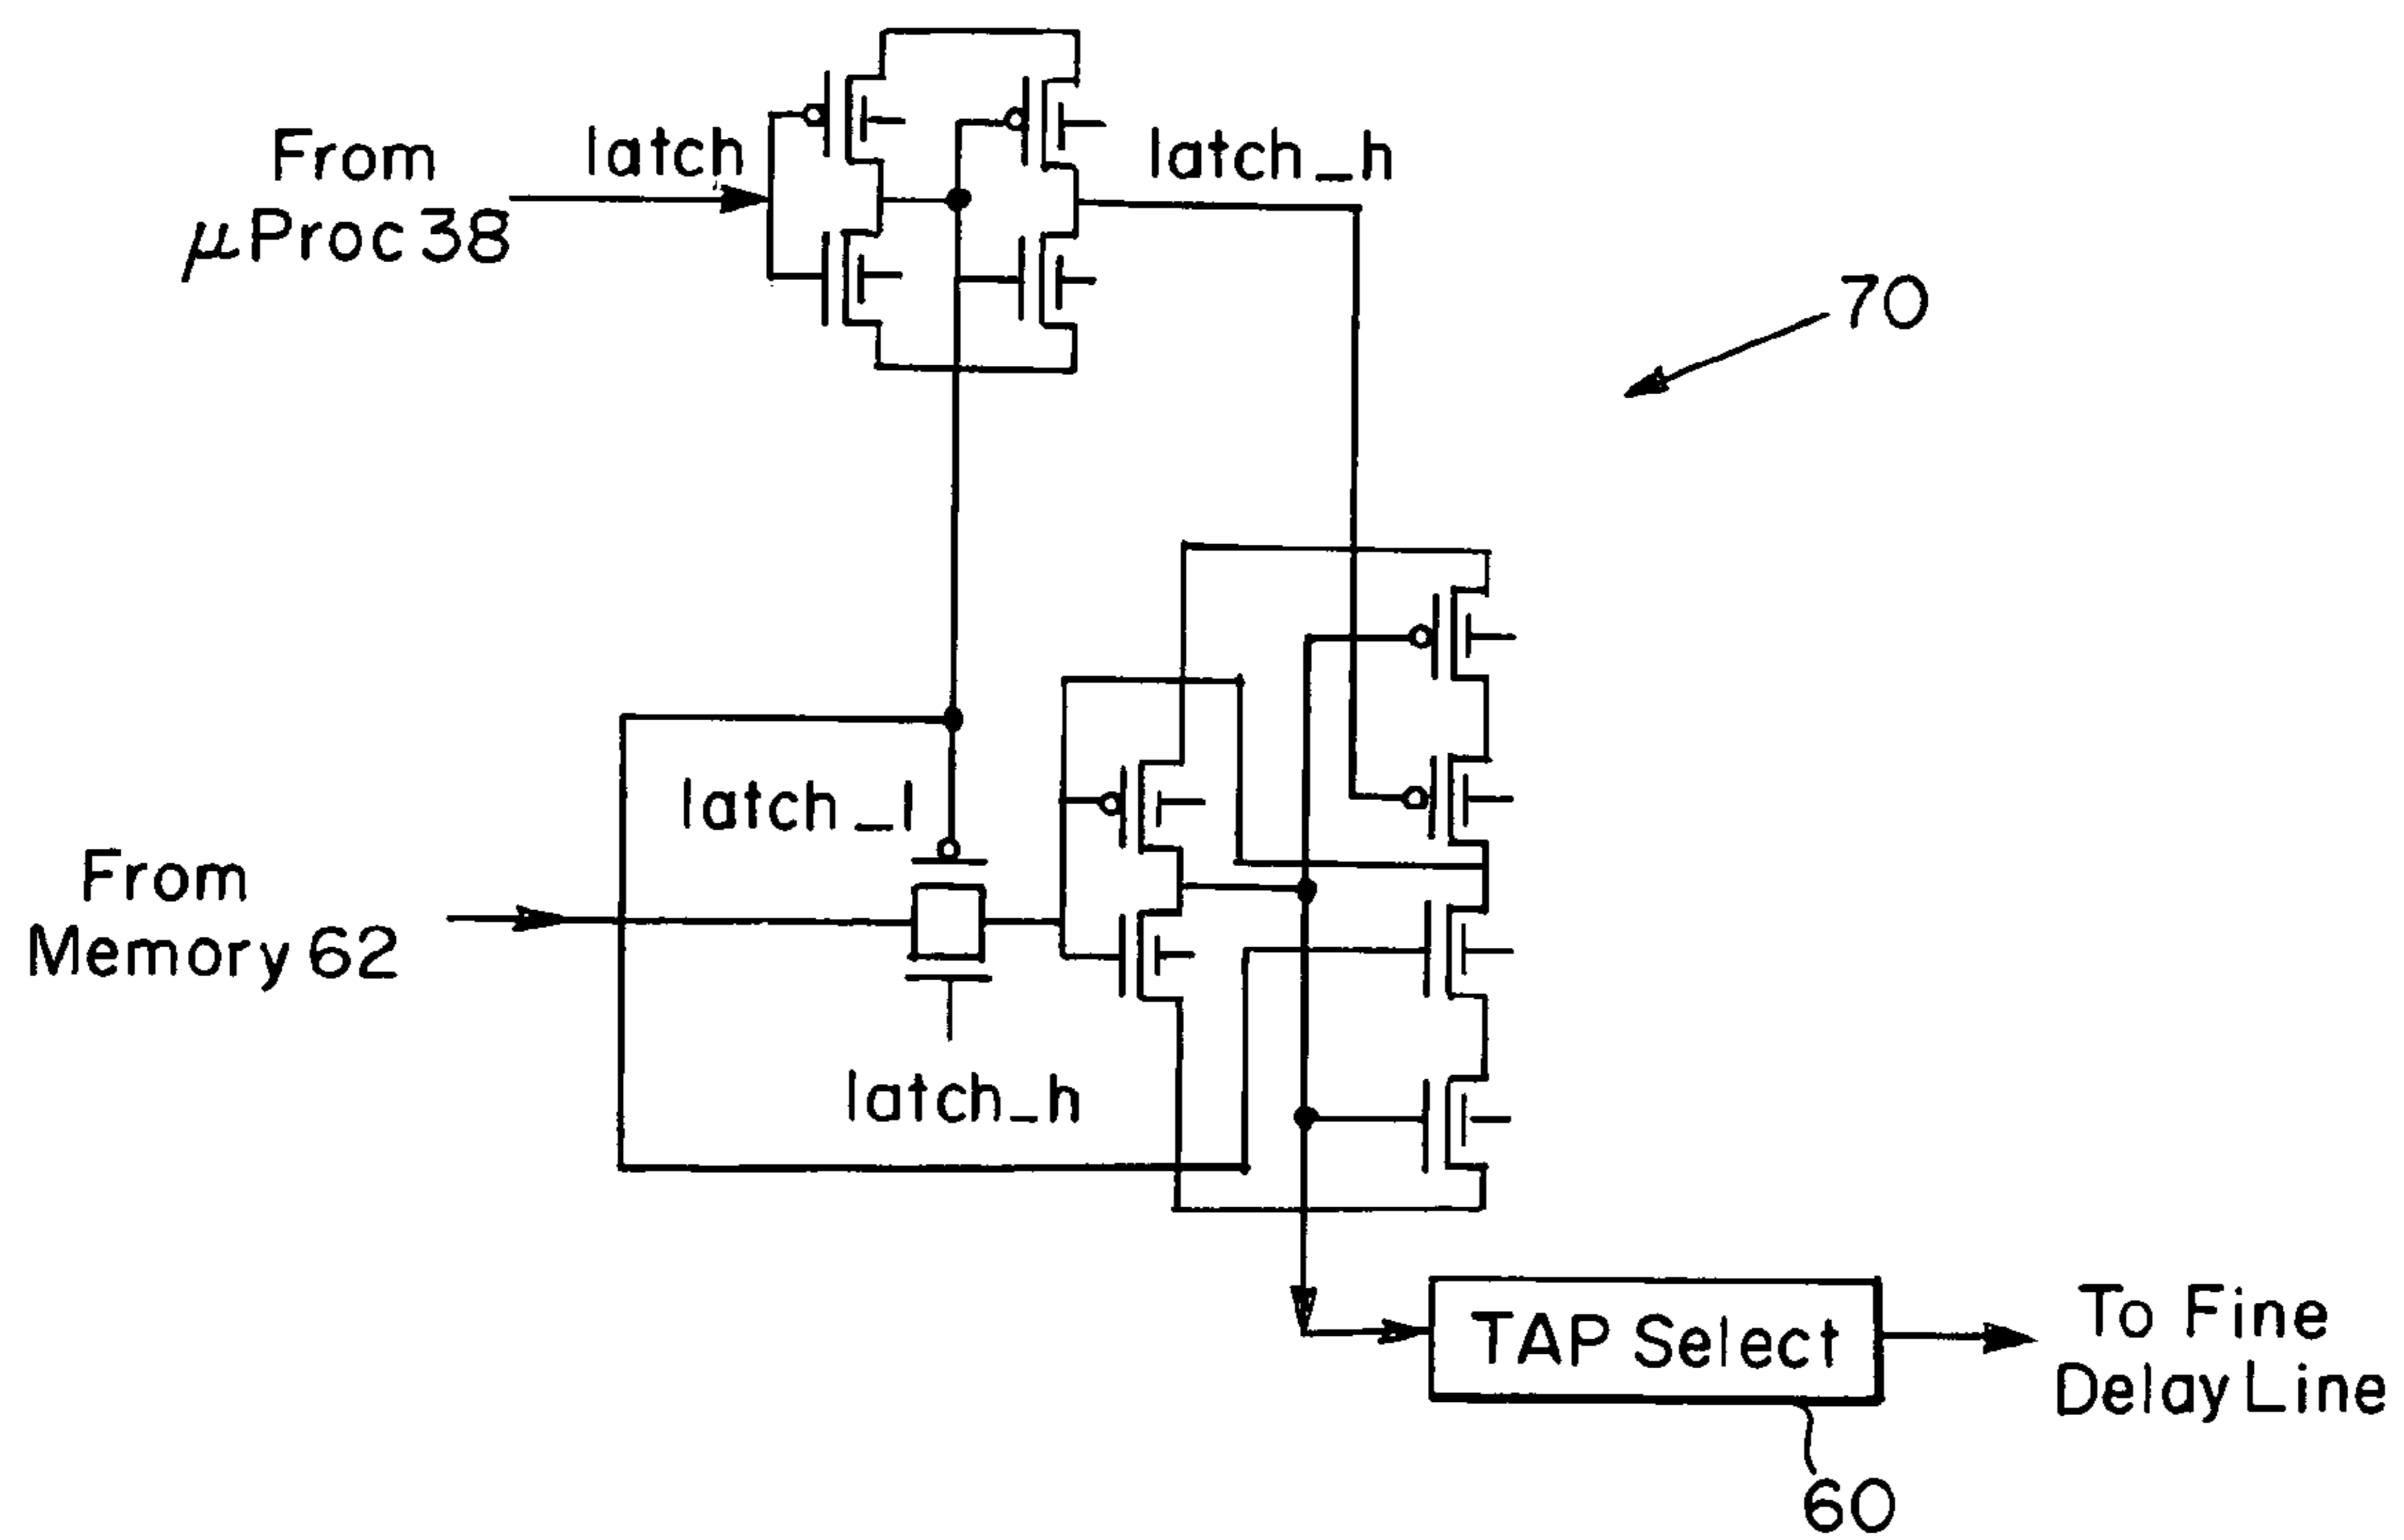 From
μProc 38
latch
latch_h
70
latch_l
From
Memory 62
latch_h
TAP Select
To Fine
Delay Line
60